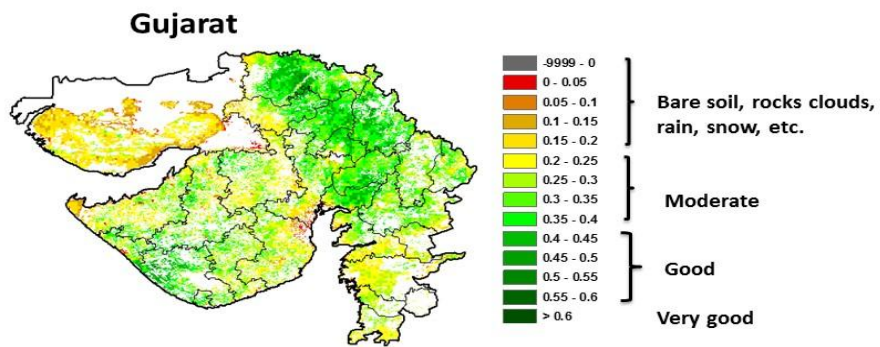 Gujarat
-9999 - 0
0 - 0.05
0.05 - 0.1
0.1 - 0.15
0.15 - 0.2
0.2 - 0.25
0.25 - 0.3
0.3 - 0.35
0.35 - 0.4
0.4 - 0.45
0.45 - 0.5
0.5 - 0.55
0.55 - 0.6
> 0.6
Bare soil, rocks clouds,
rain, snow, etc.
Moderate
Good
Very good